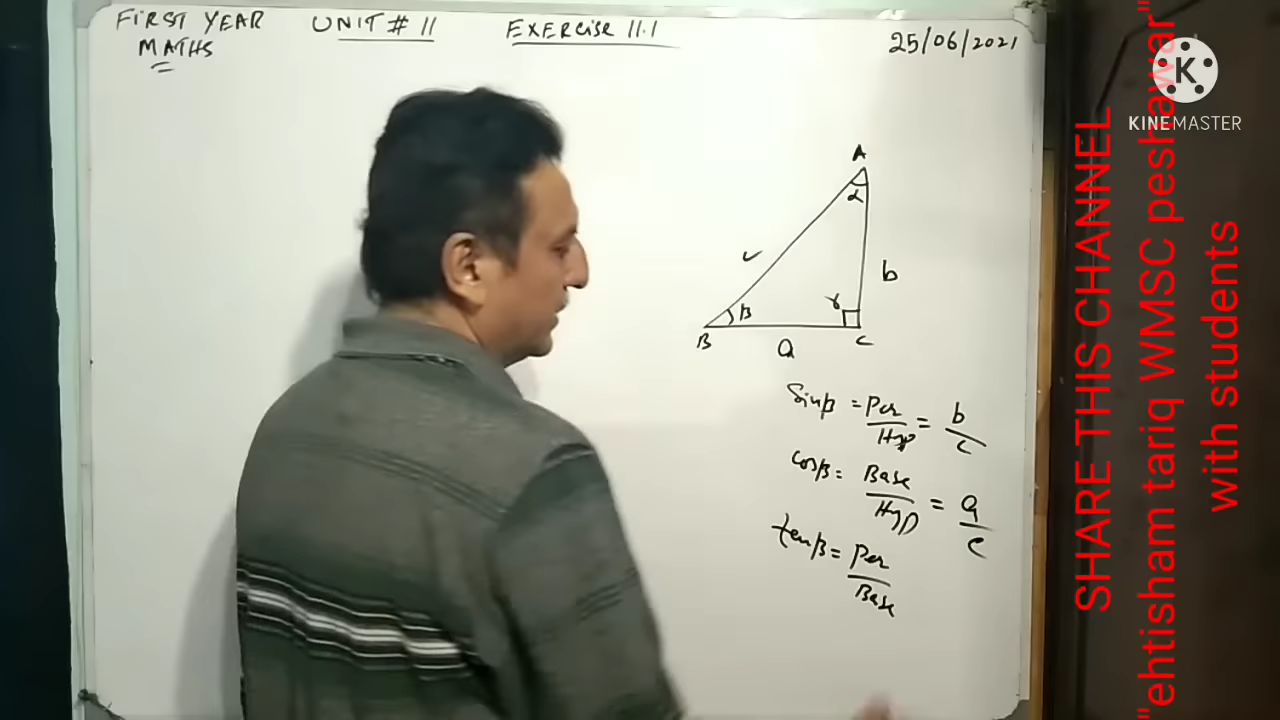 FIRST YEAR
MATHS
UNIT # 11
EXERCISE 11.1
25/06/2021
A
α
c
b
β
γ
B
a
C
Sinβ = Per/Hyp = b/c
Cosβ = Base/Hyp = a/c
tanβ = Per/Base
K
KINEMASTER
SHARE THIS CHANNEL
"ehtisham tariq WMSC peshawar"
with students